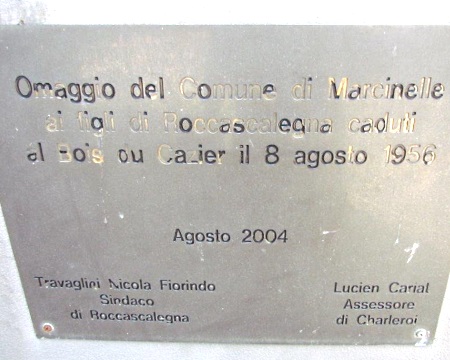 Omaggio del Comune di Marcinelle
ai figli di Roccascalegna caduti
al Bois du Cazier il 8 agosto 1956
Agosto 2004
Travaglini Nicola Fiorindo
Sindaco
di Roccascalegna
Lucien Cariat
Assessore
di Charleroi